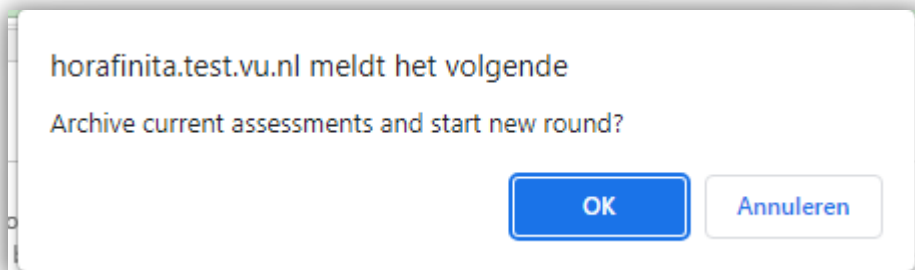 horafinita.test.vu.nl meldt het volgende
Archive current assessments and start new round?
OK
Annuleren